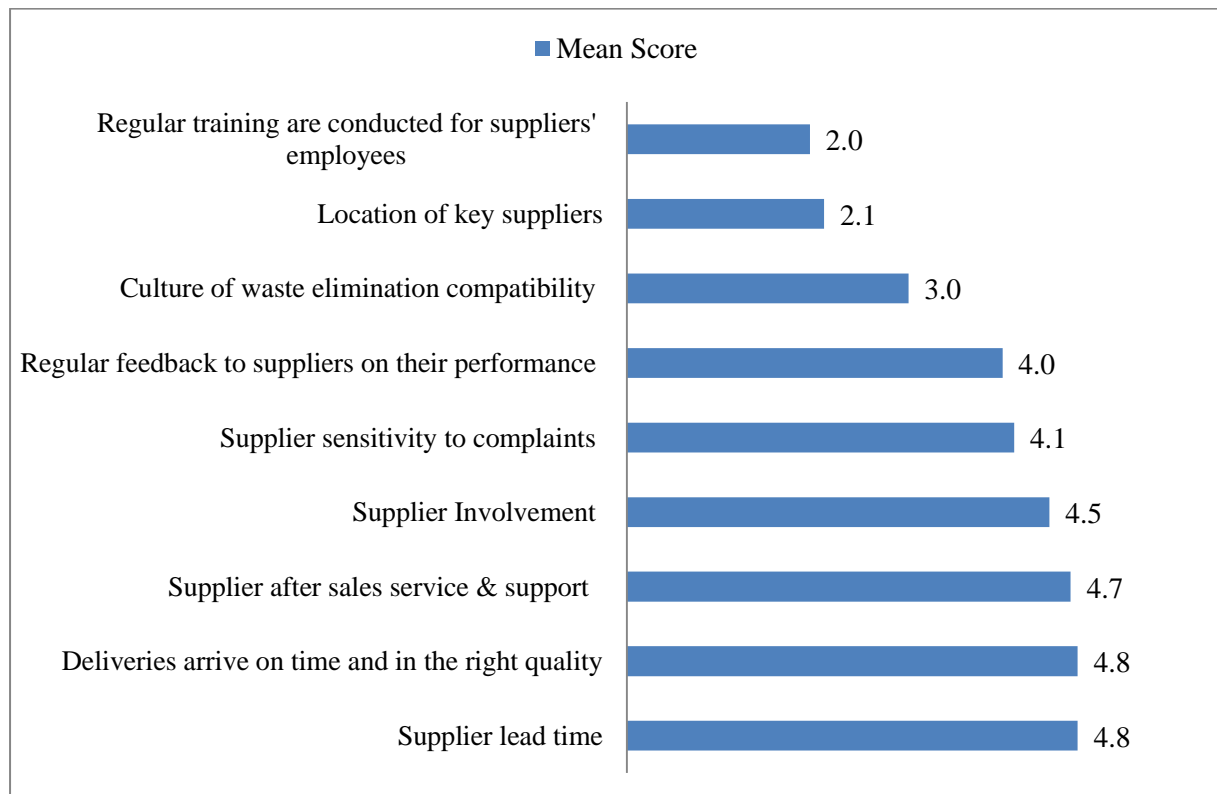 Mean Score
Regular training are conducted for suppliers'
employees
2.0
Location of key suppliers
2.1
Culture of waste elimination compatibility
3.0
Regular feedback to suppliers on their performance
4.0
Supplier sensitivity to complaints
4.1
Supplier Involvement
4.5
Supplier after sales service & support
4.7
Deliveries arrive on time and in the right quality
4.8
Supplier lead time
4.8